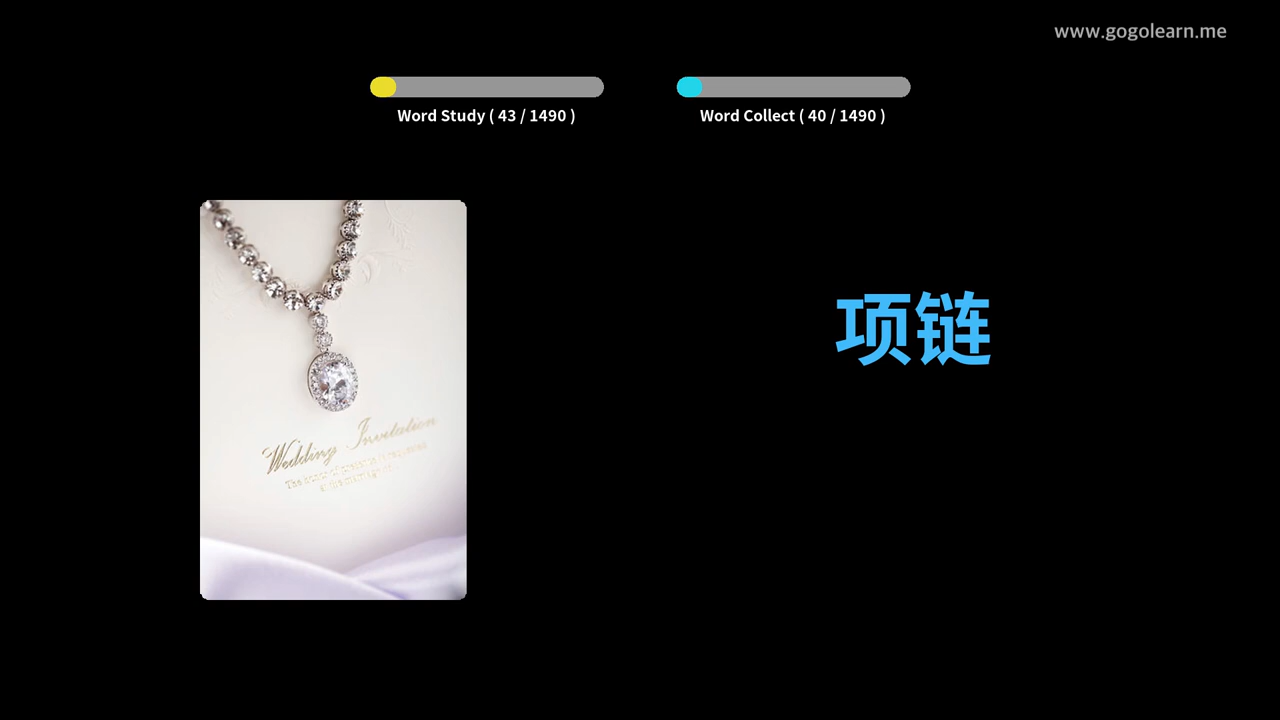 www.gogolearn.me
Word Study ( 43 / 1490 )
Word Collect ( 40 / 1490 )
项链
Wedding Invitation